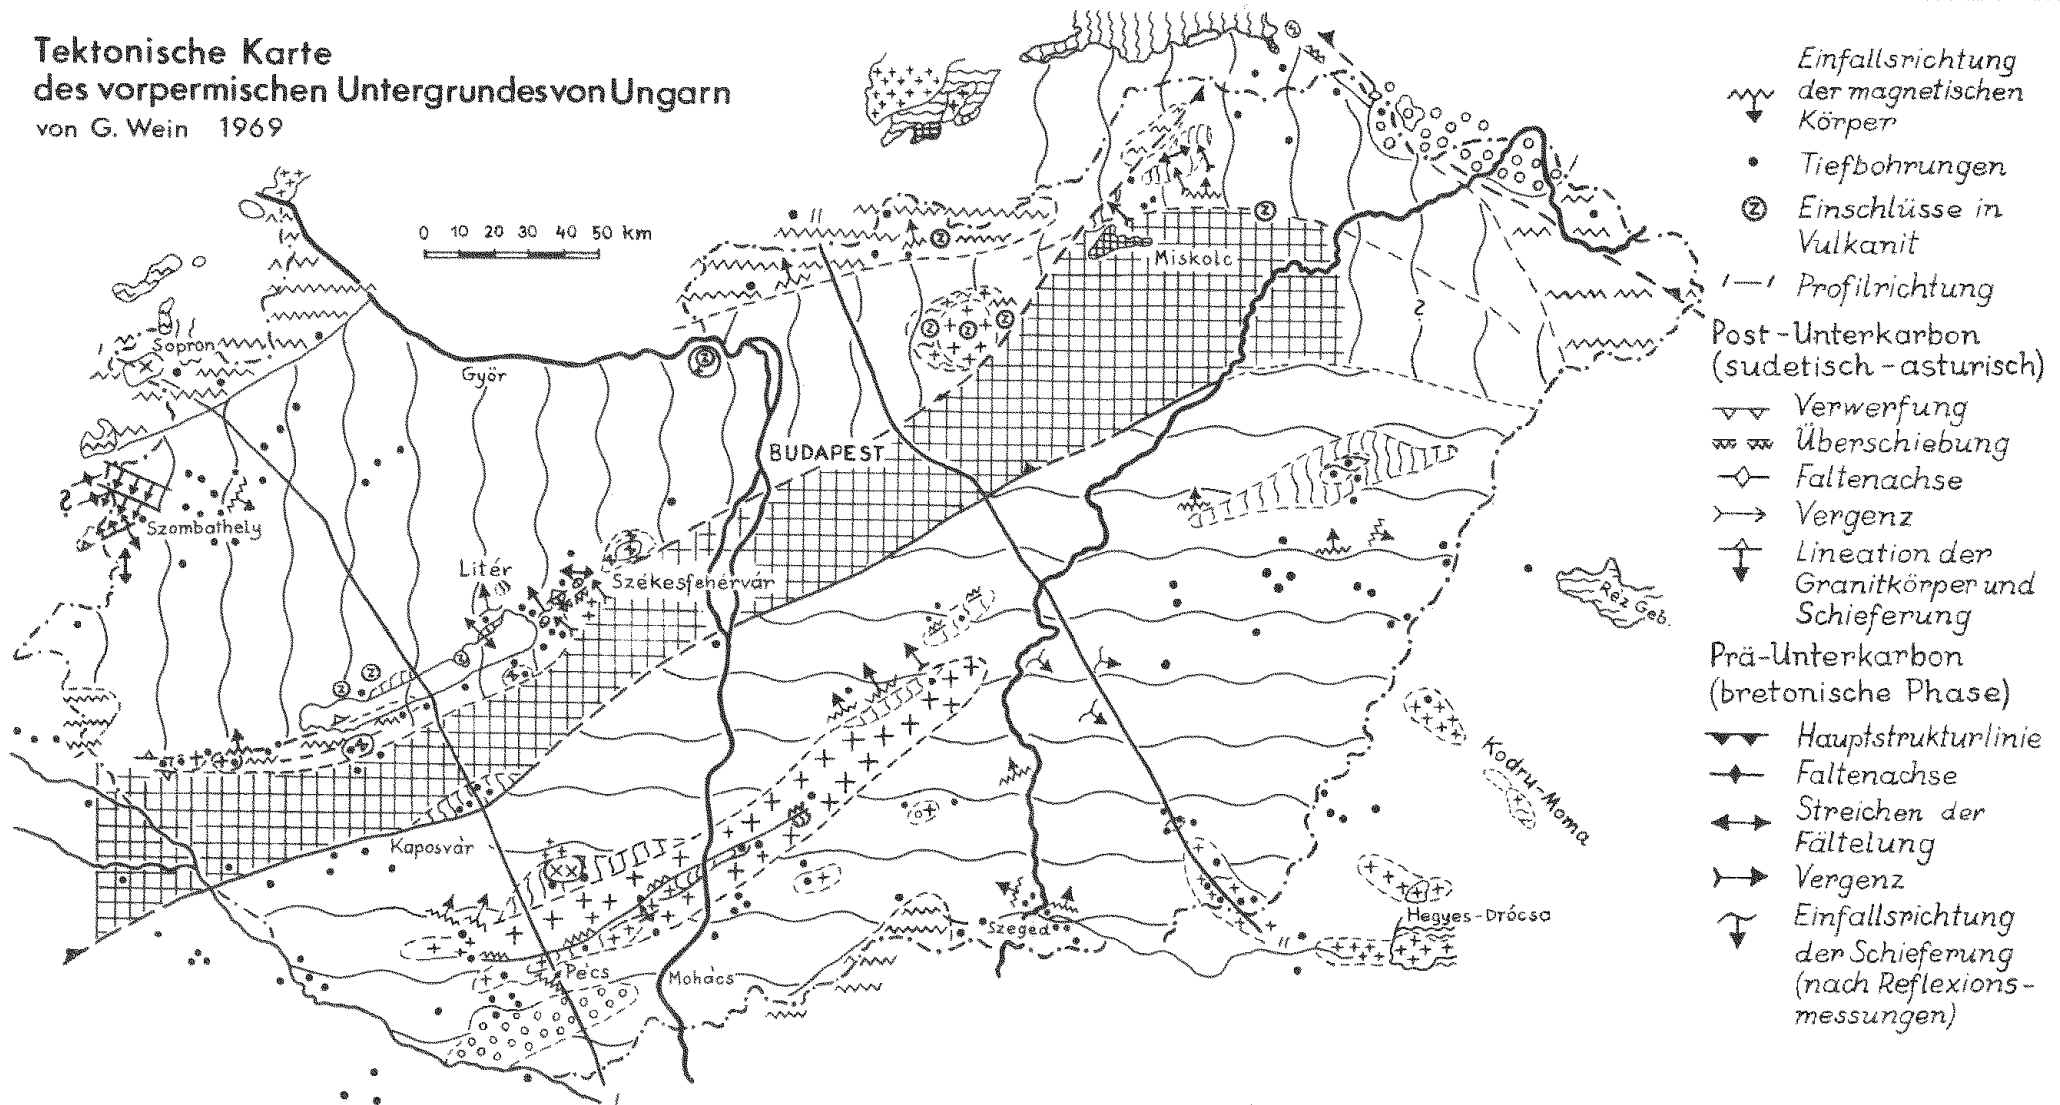 Tektonische Karte
des vorpermischen Untergrundes von Ungarn
von G. Wein 1969
0 10 20 30 40 50 km
Miskolc
Sopron
Györ
BUDAPEST
Szombathely
Litér
Székesfehérvár
Réz Geb.
Kodru-Moma
Kaposvár
Hegyes-Drócsa
Szeged
Pécs
Mohács
Einfallsrichtung
der magnetischen
Körper
Tiefbohrungen
Einschlüsse in
Vulkanit
Profilrichtung
Post-Unterkarbon
(sudetisch-asturisch)
Verwerfung
Überschiebung
Faltenachse
Vergenz
Lineation der
Granitkörper und
Schieferung
Prä-Unterkarbon
(bretonische Phase)
Hauptstrukturlinie
Faltenachse
Streichen der
Fältelung
Vergenz
Einfallsrichtung
der Schieferung
(nach Reflexions-
messungen)